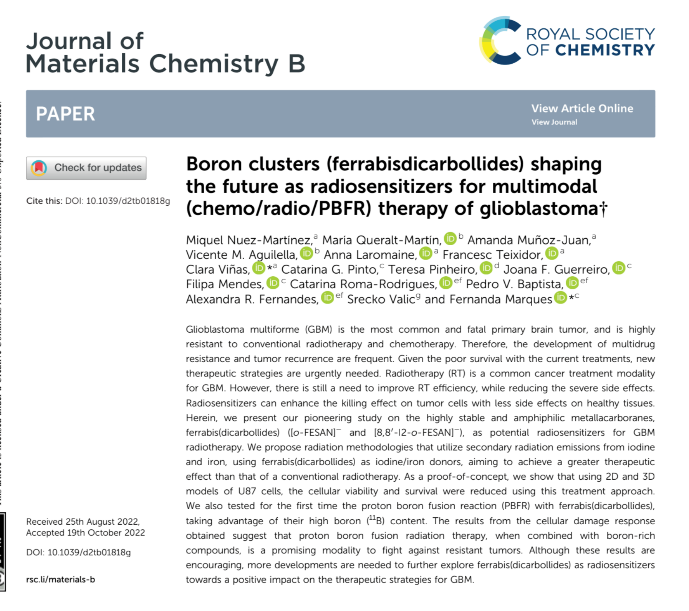 Journal of
Materials Chemistry B
ROYAL SOCIETY
OF CHEMISTRY
PAPER
View Article Online
View Journal
Check for updates
Cite this: DOI: 10.1039/d2tb01818g
Boron clusters (ferrabisdicarbollides) shaping
the future as radiosensitizers for multimodal
(chemo/radio/PBFR) therapy of glioblastoma†
Miquel Nuez-Martínez,ᵃ Maria Queralt-Martín, iD ᵇ Amanda Muñoz-Juan,ᵃ
Vicente M. Aguilella, iD ᵇ Anna Laromaine, iD ᵃ Francesc Teixidor, iD ᵃ
Clara Viñas, iD *ᵃ Catarina G. Pinto,ᶜ Teresa Pinheiro, iD ᵈ Joana F. Guerreiro, iD ᶜ
Filipa Mendes, iD ᶜ Catarina Roma-Rodrigues, iD ᵉᶠ Pedro V. Baptista, iD ᵉᶠ
Alexandra R. Fernandes, iD ᵉᶠ Srecko Valicᵍ and Fernanda Marques iD *ᶜ
Glioblastoma multiforme (GBM) is the most common and fatal primary brain tumor, and is highly
resistant to conventional radiotherapy and chemotherapy. Therefore, the development of multidrug
resistance and tumor recurrence are frequent. Given the poor survival with the current treatments, new
therapeutic strategies are urgently needed. Radiotherapy (RT) is a common cancer treatment modality
for GBM. However, there is still a need to improve RT efficiency, while reducing the severe side effects.
Radiosensitizers can enhance the killing effect on tumor cells with less side effects on healthy tissues.
Herein, we present our pioneering study on the highly stable and amphiphilic metallacarboranes,
ferrabis(dicarbollides) ([o-FESAN]⁻ and [8,8′-I2-o-FESAN]⁻), as potential radiosensitizers for GBM
radiotherapy. We propose radiation methodologies that utilize secondary radiation emissions from iodine
and iron, using ferrabis(dicarbollides) as iodine/iron donors, aiming to achieve a greater therapeutic
effect than that of a conventional radiotherapy. As a proof-of-concept, we show that using 2D and 3D
models of U87 cells, the cellular viability and survival were reduced using this treatment approach.
We also tested for the first time the proton boron fusion reaction (PBFR) with ferrabis(dicarbollides),
taking advantage of their high boron (¹¹B) content. The results from the cellular damage response
obtained suggest that proton boron fusion radiation therapy, when combined with boron-rich
compounds, is a promising modality to fight against resistant tumors. Although these results are
encouraging, more developments are needed to further explore ferrabis(dicarbollides) as radiosensitizers
towards a positive impact on the therapeutic strategies for GBM.
Received 25th August 2022,
Accepted 19th October 2022
DOI: 10.1039/d2tb01818g
rsc.li/materials-b